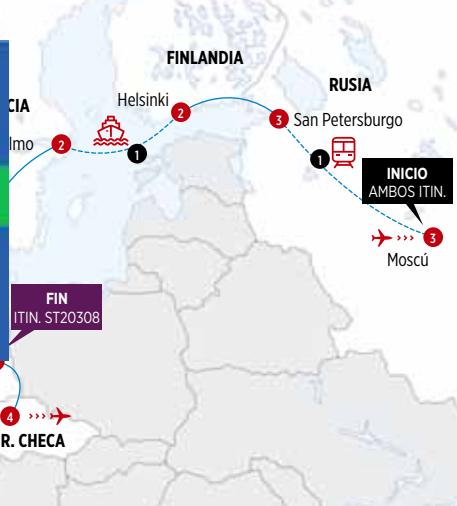 FINLANDIA
RUSIA
CIA
Helsinki
2
lmo
2
1
3
San Petersburgo
1
INICIO
AMBOS ITIN.
3
Moscú
FIN
ITIN. ST20308
4
R. CHECA